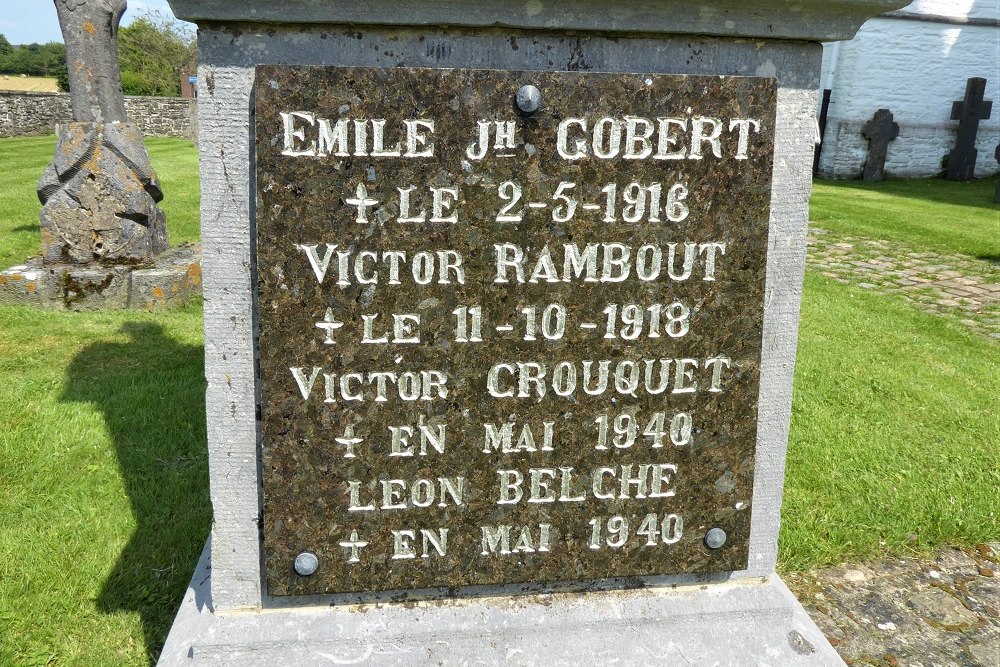 EMILE JH GOBERT
✝ LE 2-5-1916
VICTOR RAMBOUT
✝ LE 11-10-1918
VICTOR CROUQUET
✝ EN MAI 1940
LEON BELCHE
✝ EN MAI 1940